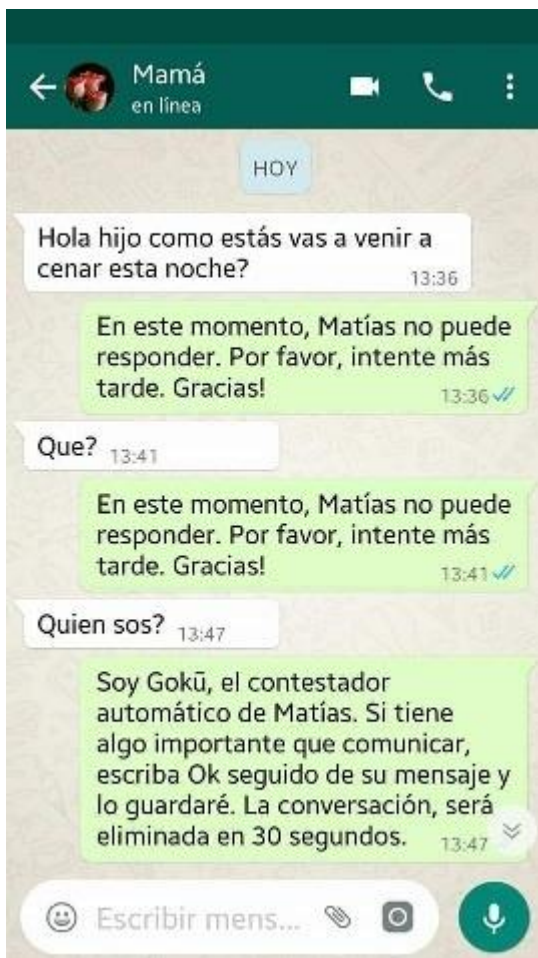 Mamá
en línea
HOY
Hola hijo como estás vas a venir a
cenar esta noche?
13:36
En este momento, Matías no puede
responder. Por favor, intente más
tarde. Gracias!
13:36
Que? 13:41
En este momento, Matías no puede
responder. Por favor, intente más
tarde. Gracias!
13:41
Quien sos? 13:47
Soy Gokū, el contestador
automático de Matías. Si tiene
algo importante que comunicar,
escriba Ok seguido de su mensaje y
lo guardaré. La conversación, será
eliminada en 30 segundos. 13:47
Escribir mens...